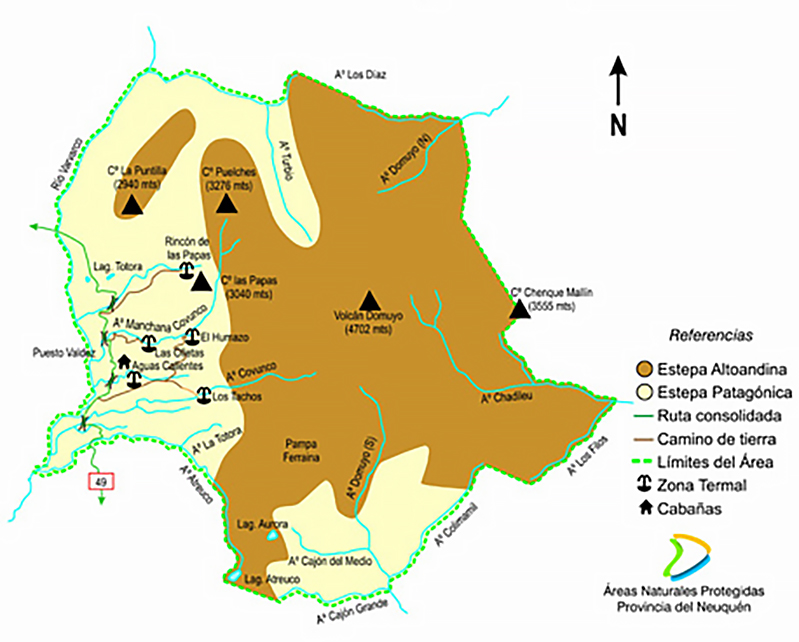 Aº Los Díaz
N
Río Varvarco
Aº Turbio
Aº Domuyo (N)
Cº La Puntilla
(2940 mts)
Cº Puelches
(3276 mts)
Rincón de
las Papas
Lag. Totora
Cº las Papas
(3040 mts)
Cº Chenque Mallín
(3555 mts)
Volcán Domuyo
(4702 mts)
Aº Manchana Covunco
El Humazo
Puesto Valdez
Las Olletas
Aguas Calientes
Aº Covunco
Los Tachos
Aº Chadileu
Aº La Totora
Pampa
Ferraina
Aº Domuyo (S)
Aº Los Filos
Aº Atreuco
49
Lag. Aurora
Aº Colimamil
Aº Cajón del Medio
Lag. Atreuco
Aº Cajón Grande
Referencias
Estepa Altoandina
Estepa Patagónica
Ruta consolidada
Camino de tierra
Límites del Área
Zona Termal
Cabañas
Áreas Naturales Protegidas
Provincia del Neuquén